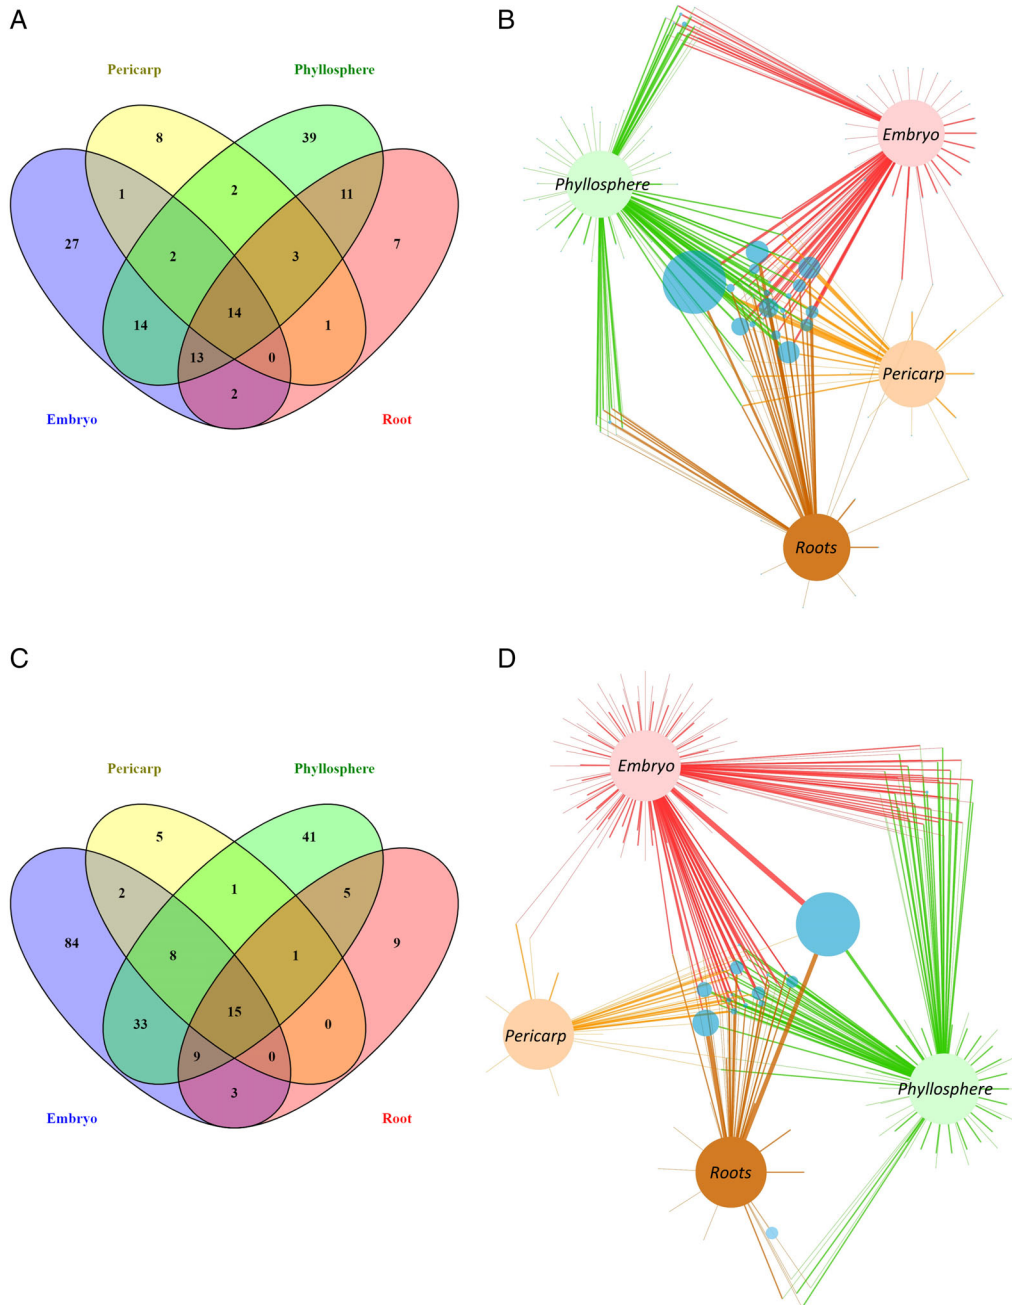 A
B
Pericarp Phyllosphere
8 39
1 2 11
27 2 3 7
14 14 1
13 0
2
Embryo Root
Embryo
Phyllosphere
Pericarp
Roots
C
D
Pericarp Phyllosphere
5 41
2 1 5
84 8 1 9
33 15 0
9 0
3
Embryo Root
Embryo
Pericarp
Phyllosphere
Roots